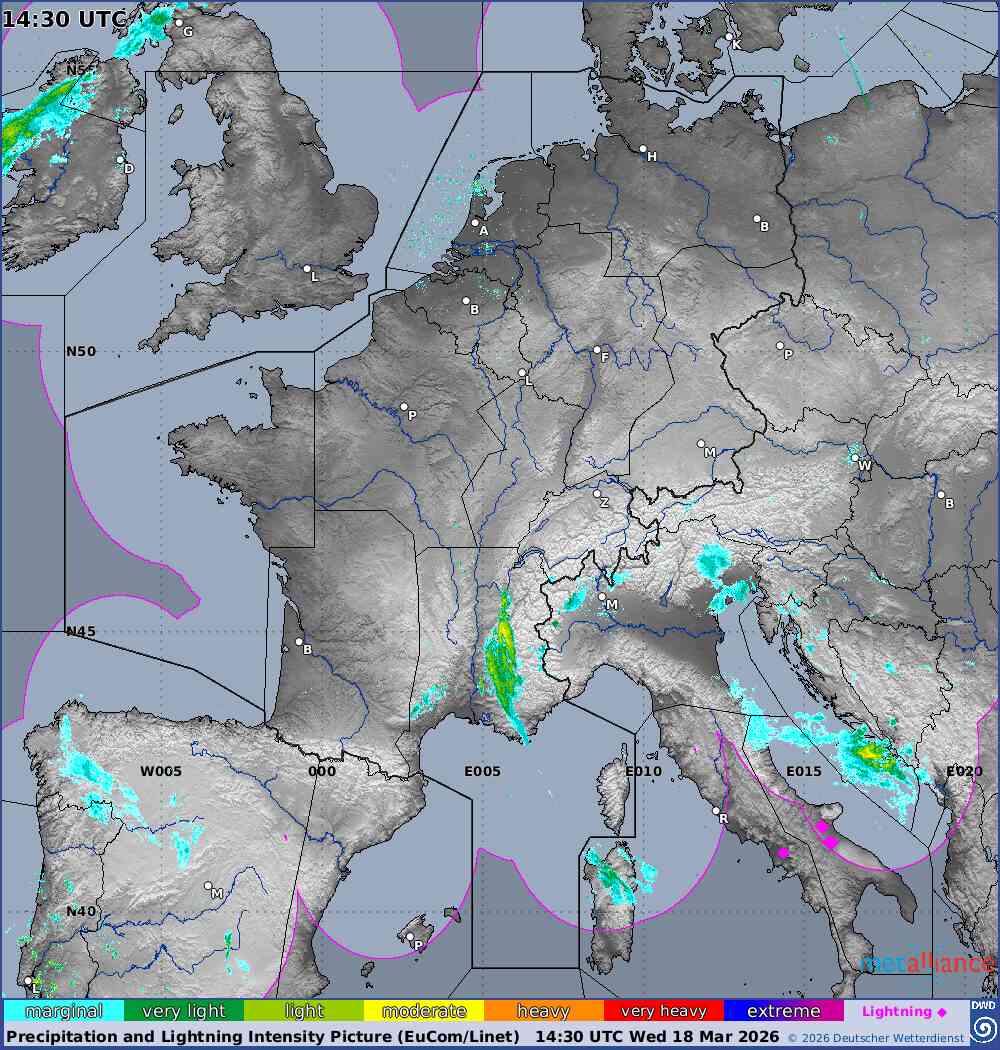 14:30 UTC
G
K
N55
H
D
A
B
L
B
N50
F
P
L
P
M
W
Z
B
M
N45
B
W005
000
E005
E010
E015
E020
R
M
N40
P
L
metalliance
marginal very light light moderate heavy very heavy extreme Lightning
DWD
Precipitation and Lightning Intensity Picture (EuCom/Linet) 14:30 UTC Wed 18 Mar 2026 © 2026 Deutscher Wetterdienst